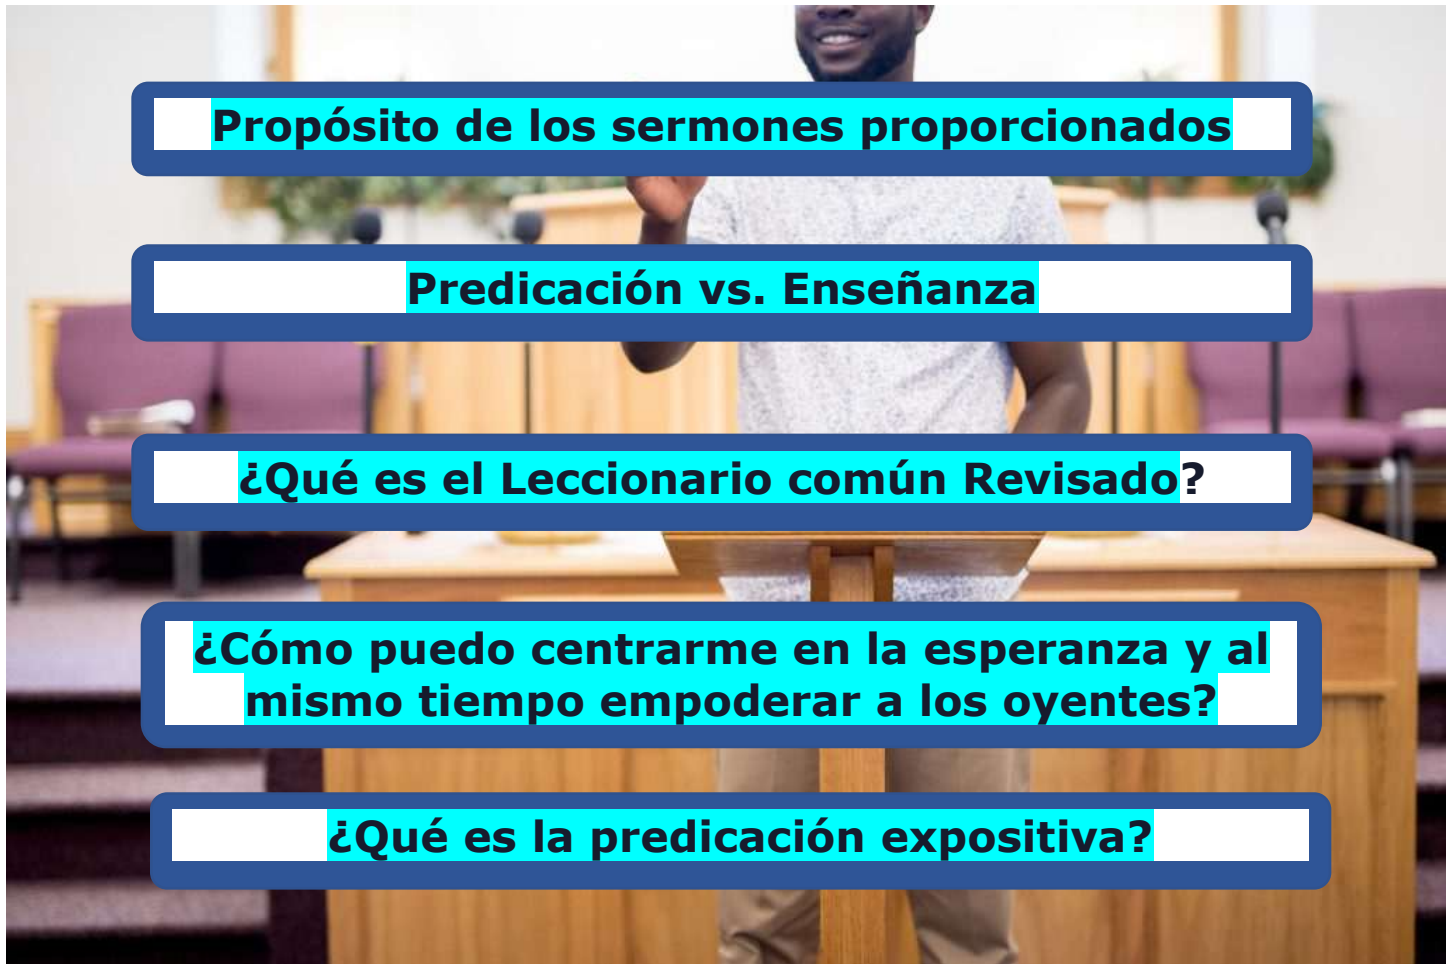 Propósito de los sermones proporcionados
Predicación vs. Enseñanza
¿Qué es el Leccionario común Revisado?
¿Cómo puedo centrarme en la esperanza y al
mismo tiempo empoderar a los oyentes?
¿Qué es la predicación expositiva?